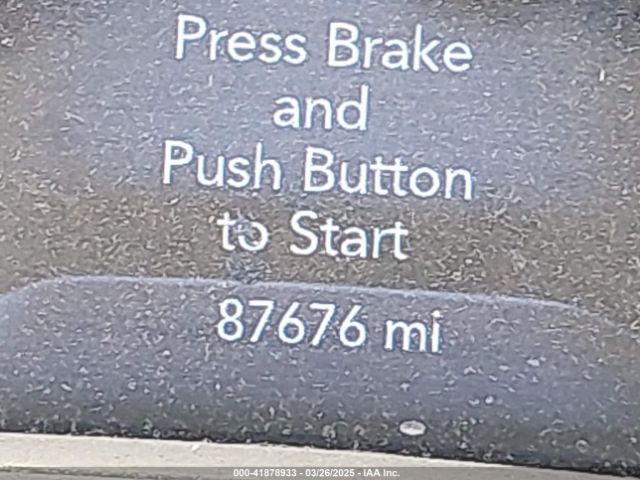 Press Brake
and
Push Button
to Start
87676 mi
000-41878933 - 03/26/2025 - IAA Inc.